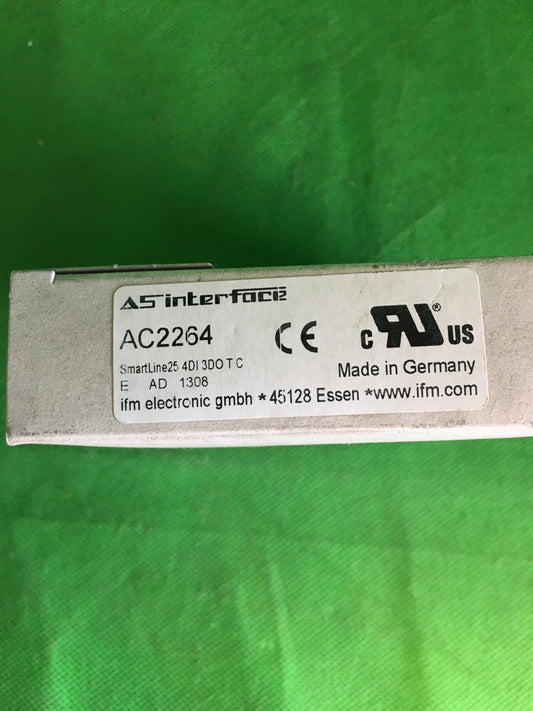 AS interface
AC2264
CE
c RU US
SmartLine25 4DI 3DO T C
Made in Germany
E AD 1308
ifm electronic gmbh * 45128 Essen * www.ifm.com